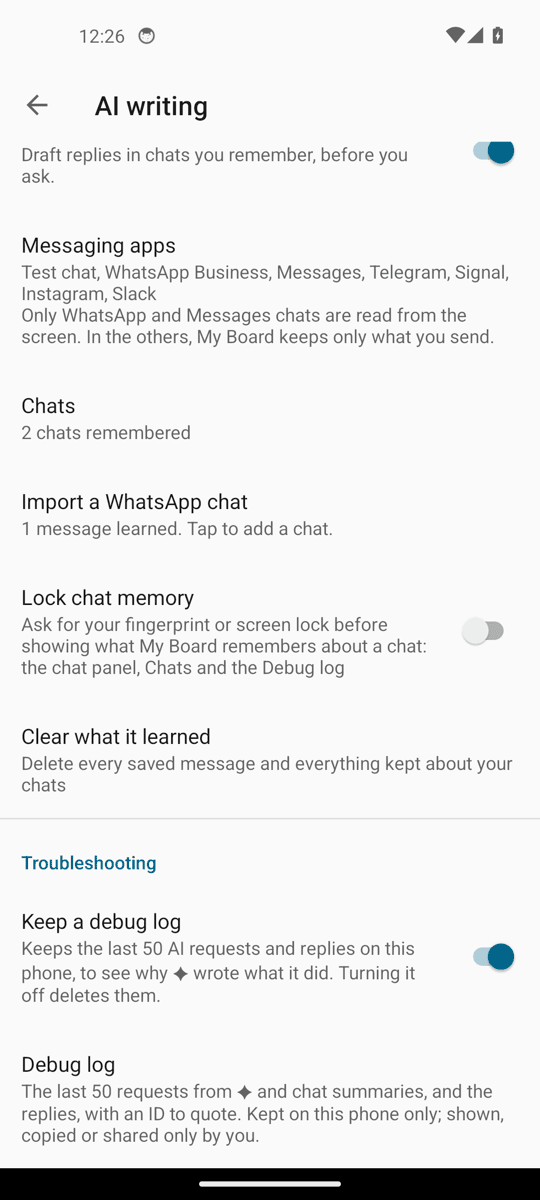 12:26
AI writing
Draft replies in chats you remember, before you
ask.
Messaging apps
Test chat, WhatsApp Business, Messages, Telegram, Signal,
Instagram, Slack
Only WhatsApp and Messages chats are read from the
screen. In the others, My Board keeps only what you send.
Chats
2 chats remembered
Import a WhatsApp chat
1 message learned. Tap to add a chat.
Lock chat memory
Ask for your fingerprint or screen lock before
showing what My Board remembers about a chat:
the chat panel, Chats and the Debug log
Clear what it learned
Delete every saved message and everything kept about your
chats
Troubleshooting
Keep a debug log
Keeps the last 50 AI requests and replies on this
phone, to see why ✦ wrote what it did. Turning it
off deletes them.
Debug log
The last 50 requests from ✦ and chat summaries, and the
replies, with an ID to quote. Kept on this phone only; shown,
copied or shared only by you.